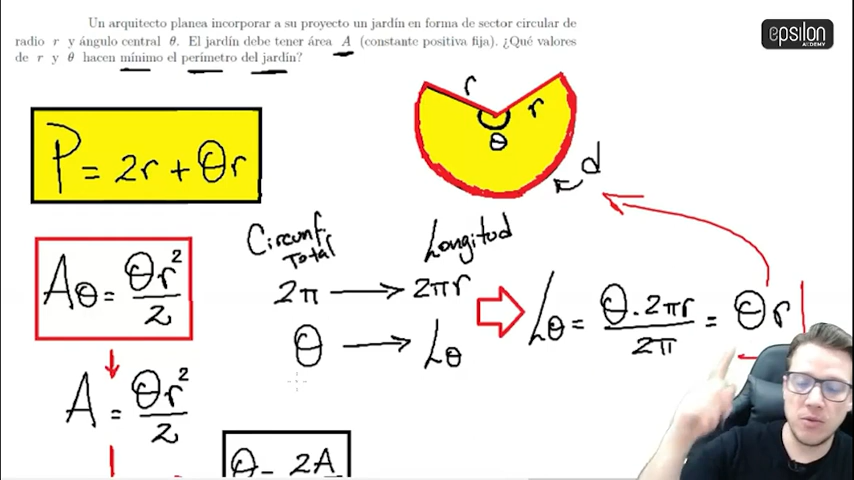 Un arquitecto planea incorporar a su proyecto un jardín en forma de sector circular de
radio r y ángulo central θ. El jardín debe tener área A (constante positiva fija). ¿Qué valores
de r y θ hacen mínimo el perímetro del jardín?
epsilon
ACADEMY
r
r
θ
d
P = 2r + θr
Circunf. Total
Longitud
2π → 2πr
θ → Lθ
Lθ = θ · 2πr / 2π = θr
Aθ = θr² / 2
A = θr² / 2
θ = 2A